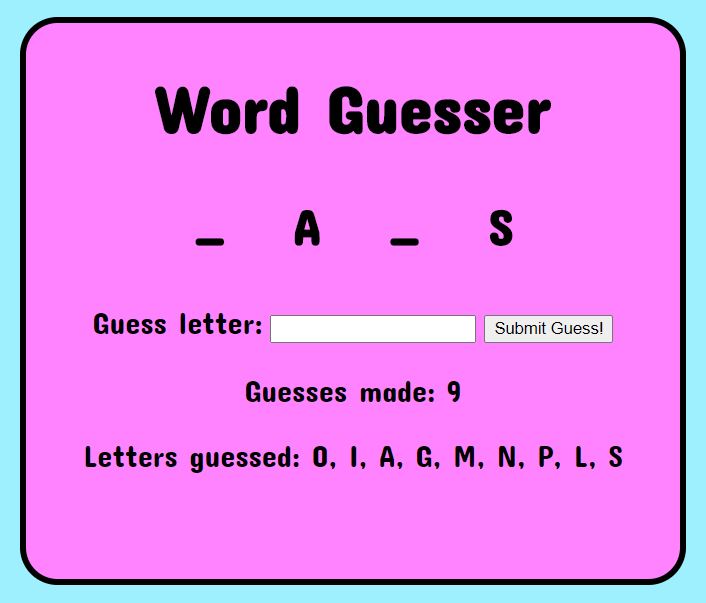 Word Guesser
_ A _ S
Guess letter: Submit Guess!
Guesses made: 9
Letters guessed: O, I, A, G, M, N, P, L, S